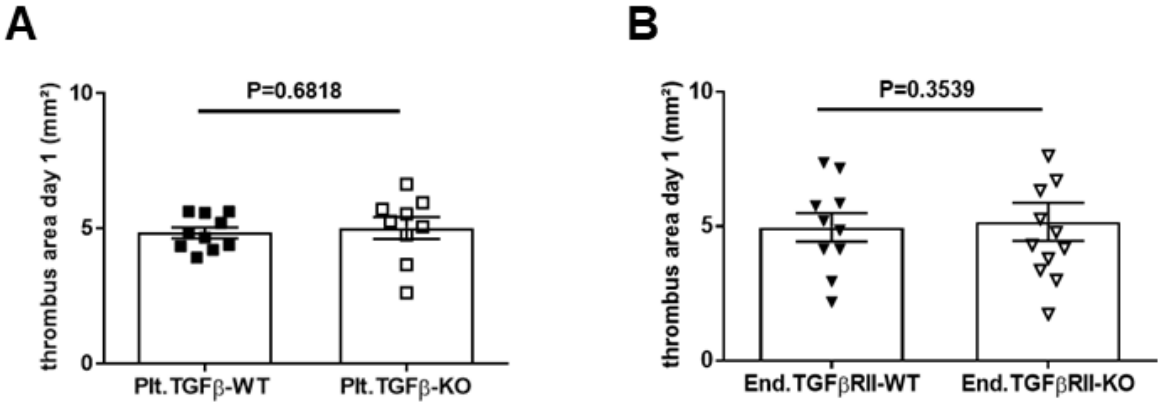 A
thrombus area day 1 (mm²)
10
5
0
P=0.6818
Plt.TGFβ-WT
Plt.TGFβ-KO
B
thrombus area day 1 (mm²)
10
5
0
P=0.3539
End.TGFβRII-WT
End.TGFβRII-KO